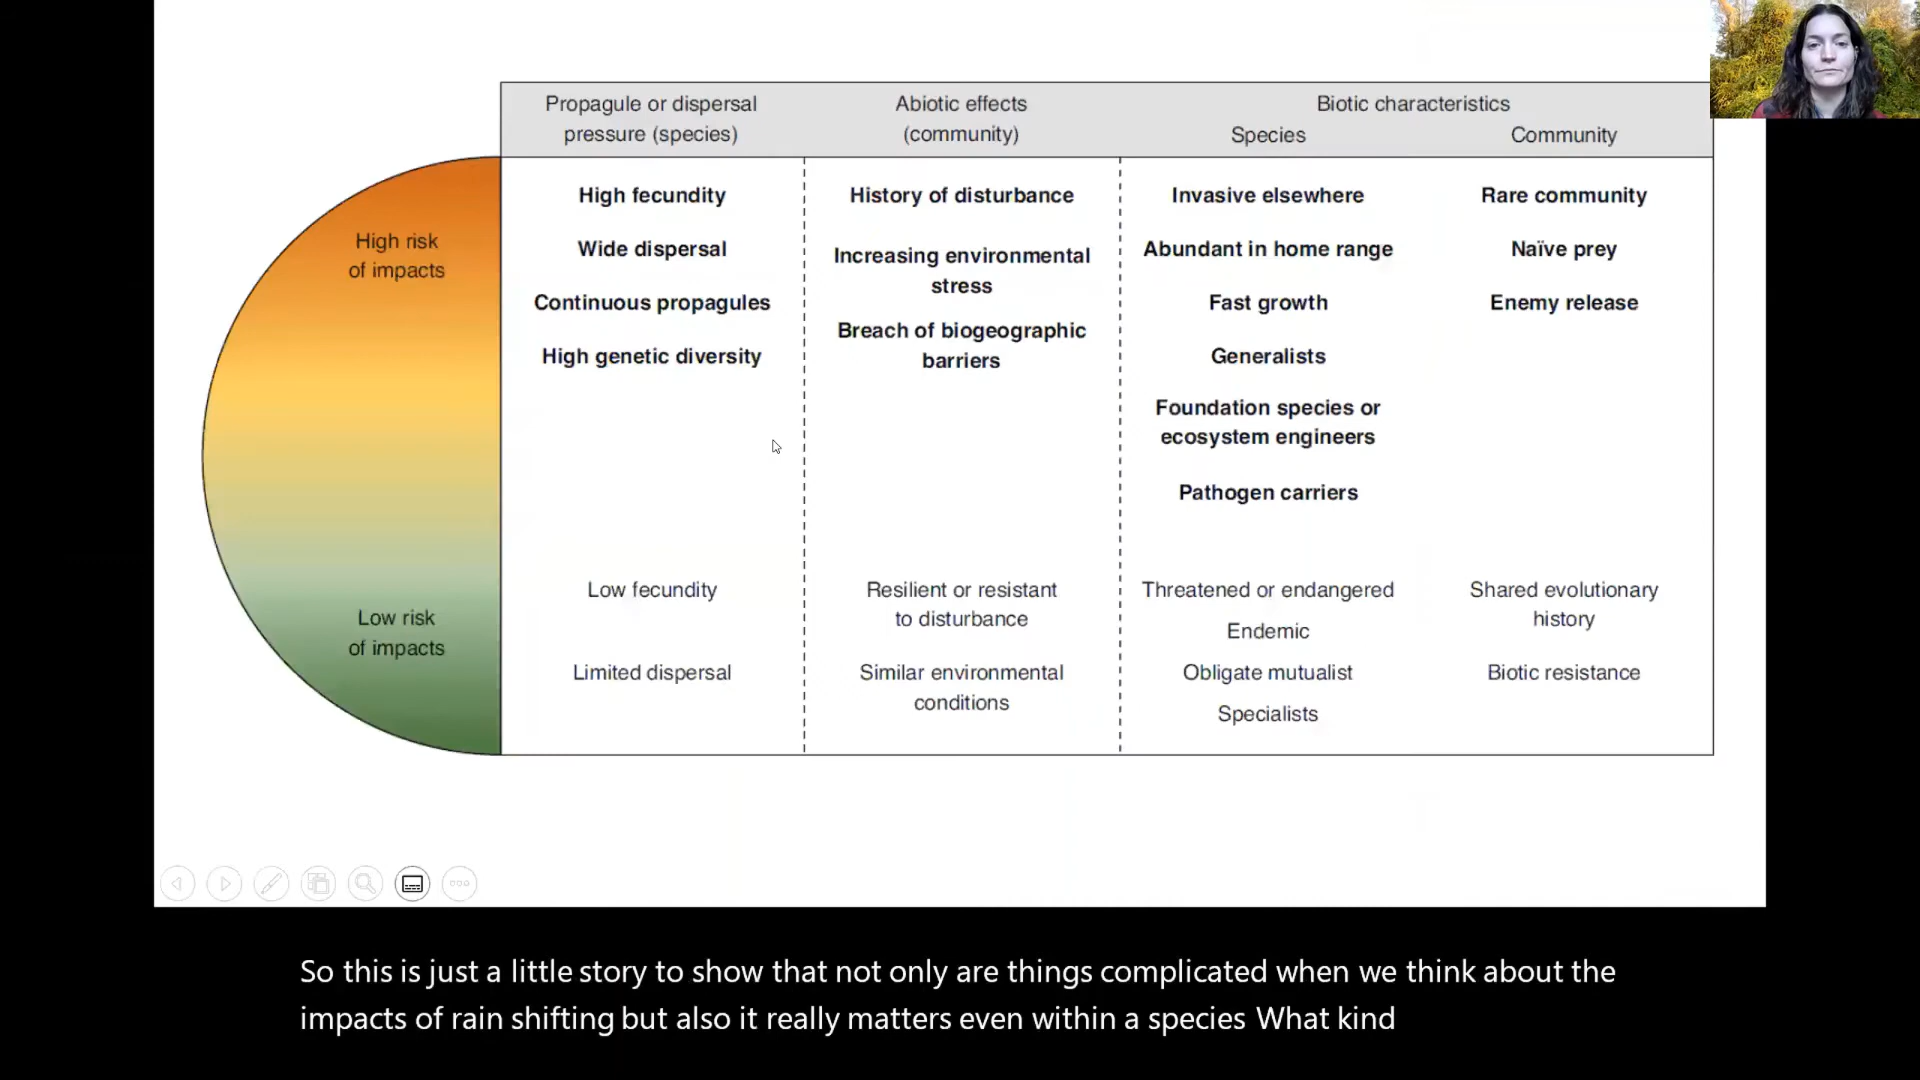 Propagule or dispersal
pressure (species)
Abiotic effects
(community)
Biotic characteristics
Species
Community
High risk
of impacts
High fecundity
Wide dispersal
Continuous propagules
High genetic diversity
History of disturbance
Increasing environmental
stress
Breach of biogeographic
barriers
Invasive elsewhere
Abundant in home range
Fast growth
Generalists
Foundation species or
ecosystem engineers
Pathogen carriers
Rare community
Naïve prey
Enemy release
Low risk
of impacts
Low fecundity
Limited dispersal
Resilient or resistant
to disturbance
Similar environmental
conditions
Threatened or endangered
Endemic
Obligate mutualist
Specialists
Shared evolutionary
history
Biotic resistance
So this is just a little story to show that not only are things complicated when we think about the
impacts of rain shifting but also it really matters even within a species What kind